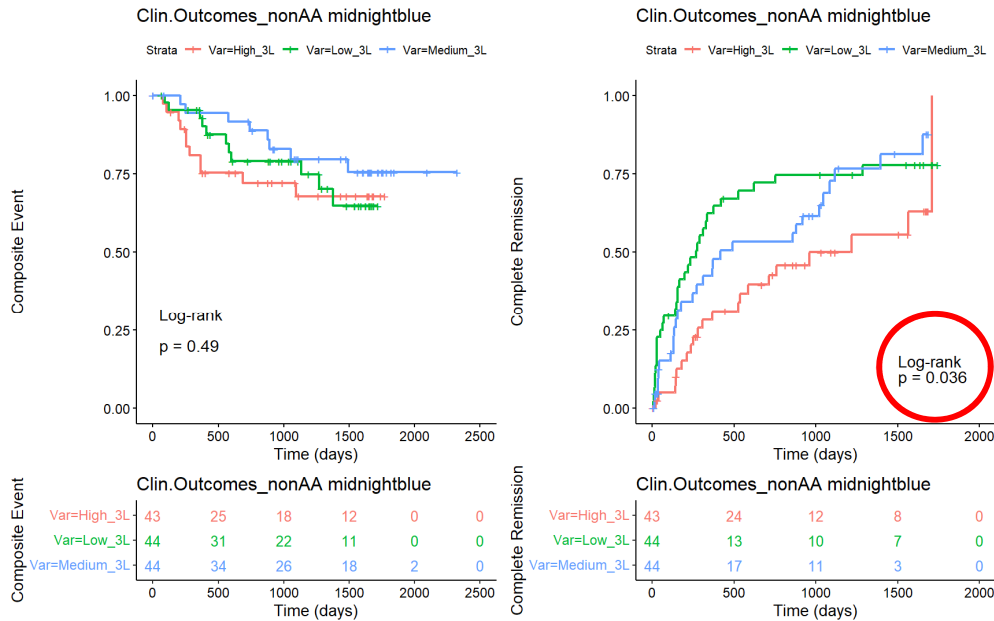 Clin.Outcomes_nonAA midnightblue
Strata Var=High_3L Var=Low_3L Var=Medium_3L
Composite Event
1.00
0.75
0.50
0.25
0.00
Log-rank
p = 0.49
0 500 1000 1500 2000 2500
Time (days)
Clin.Outcomes_nonAA midnightblue
Composite Event
Var=High_3L 43 25 18 12 0 0
Var=Low_3L 44 31 22 11 0 0
Var=Medium_3L 44 34 26 18 2 0
0 500 1000 1500 2000 2500
Time (days)
Clin.Outcomes_nonAA midnightblue
Strata Var=High_3L Var=Low_3L Var=Medium_3L
Complete Remission
1.00
0.75
0.50
0.25
0.00
Log-rank
p = 0.036
0 500 1000 1500 2000
Time (days)
Clin.Outcomes_nonAA midnightblue
Complete Remission
Var=High_3L 43 24 12 8 0
Var=Low_3L 44 13 10 7 0
Var=Medium_3L 44 17 11 3 0
0 500 1000 1500 2000
Time (days)